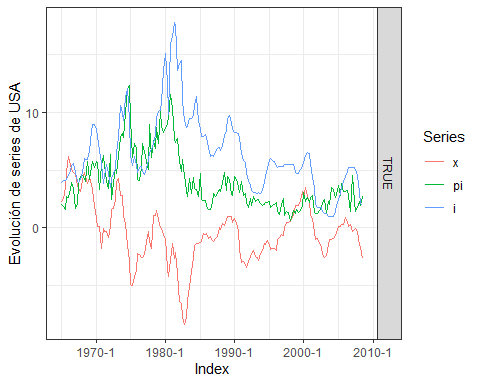 Evolución de series de USA
10
0
1970-1
1980-1
1990-1
2000-1
2010-1
Index
TRUE
Series
x
pi
i